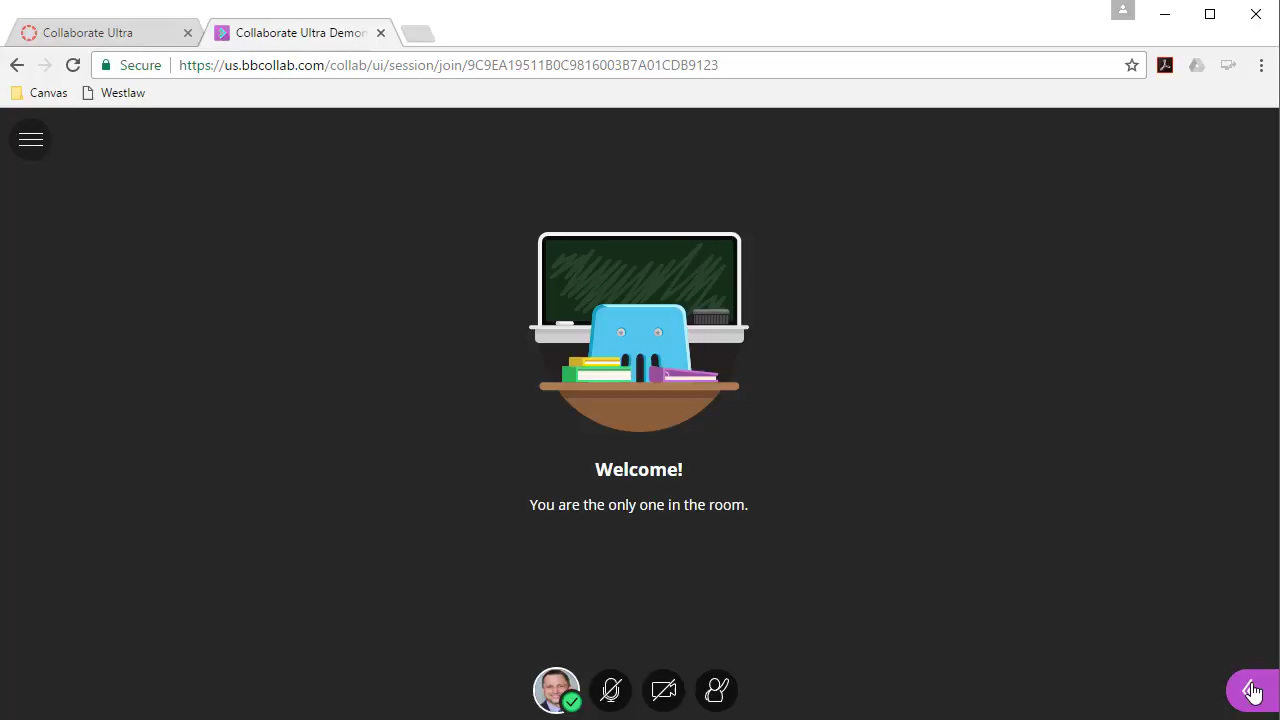 Collaborate Ultra
Collaborate Ultra Demon
Secure
https://us.bbcollab.com/collab/ui/session/join/9C9EA19511B0C9816003B7A01CDB9123
Canvas
Westlaw
Welcome!
You are the only one in the room.